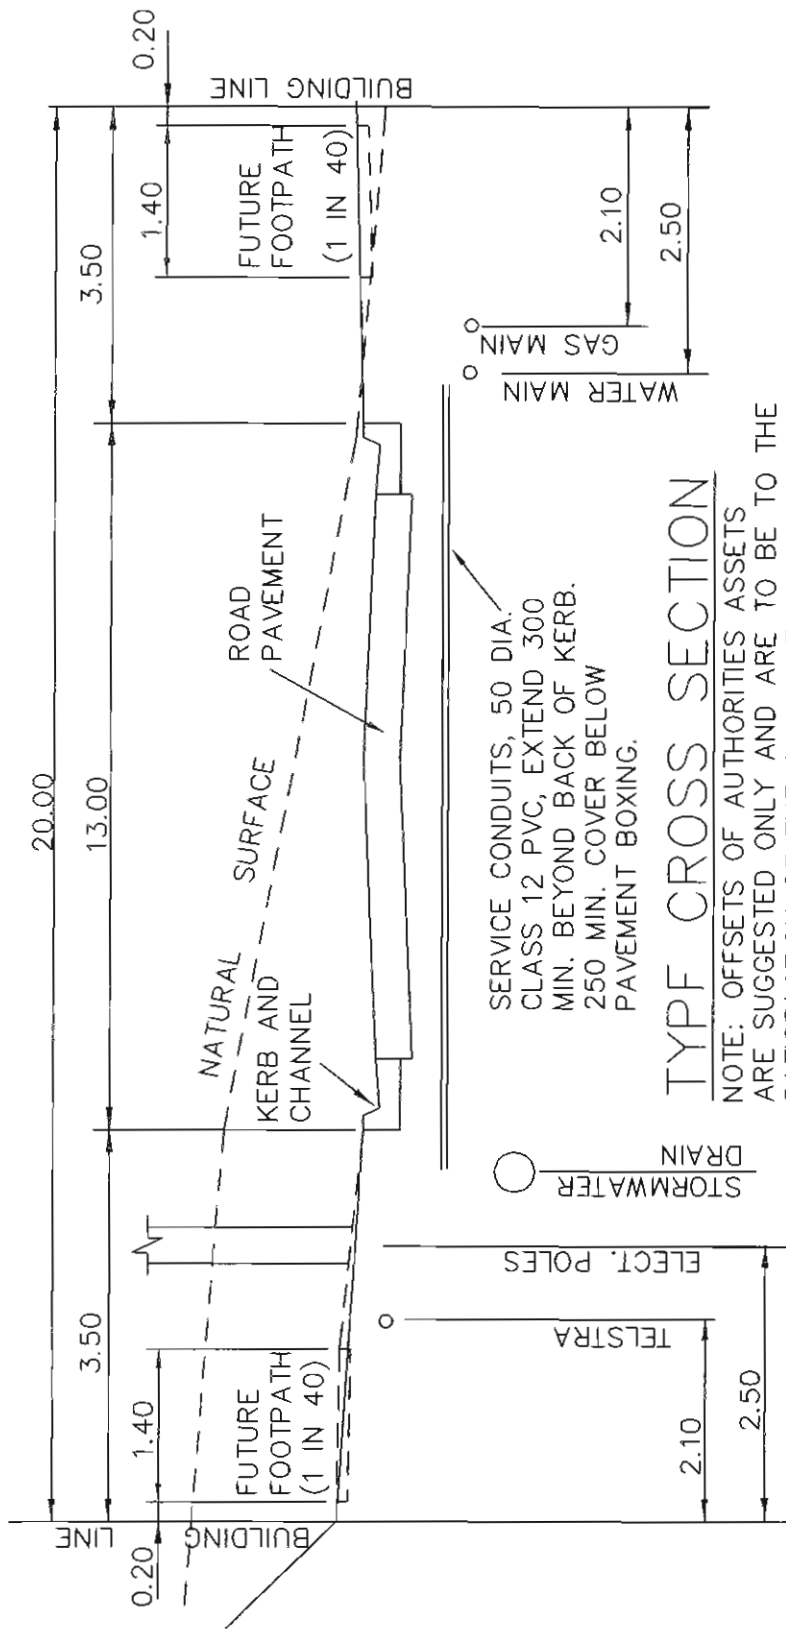 20.00
3.50
13.00
3.50
0.20
1.40
1.40
0.20
BUILDING LINE
NATURAL SURFACE
BUILDING LINE
FUTURE
FOOTPATH
(1 IN 40)
KERB AND
CHANNEL
ROAD
PAVEMENT
FUTURE
FOOTPATH
(1 IN 40)
TELSTRA
ELECT. POLES
STORMWATER
DRAIN
SERVICE CONDUITS, 50 DIA.
CLASS 12 PVC, EXTEND 300
MIN. BEYOND BACK OF KERB.
250 MIN. COVER BELOW
PAVEMENT BOXING.
WATER MAIN
GAS MAIN
2.10
2.50
2.10
2.50
TYPF CROSS SECTION
NOTE: OFFSETS OF AUTHORITIES ASSETS
ARE SUGGESTED ONLY AND ARE TO BE TO THE